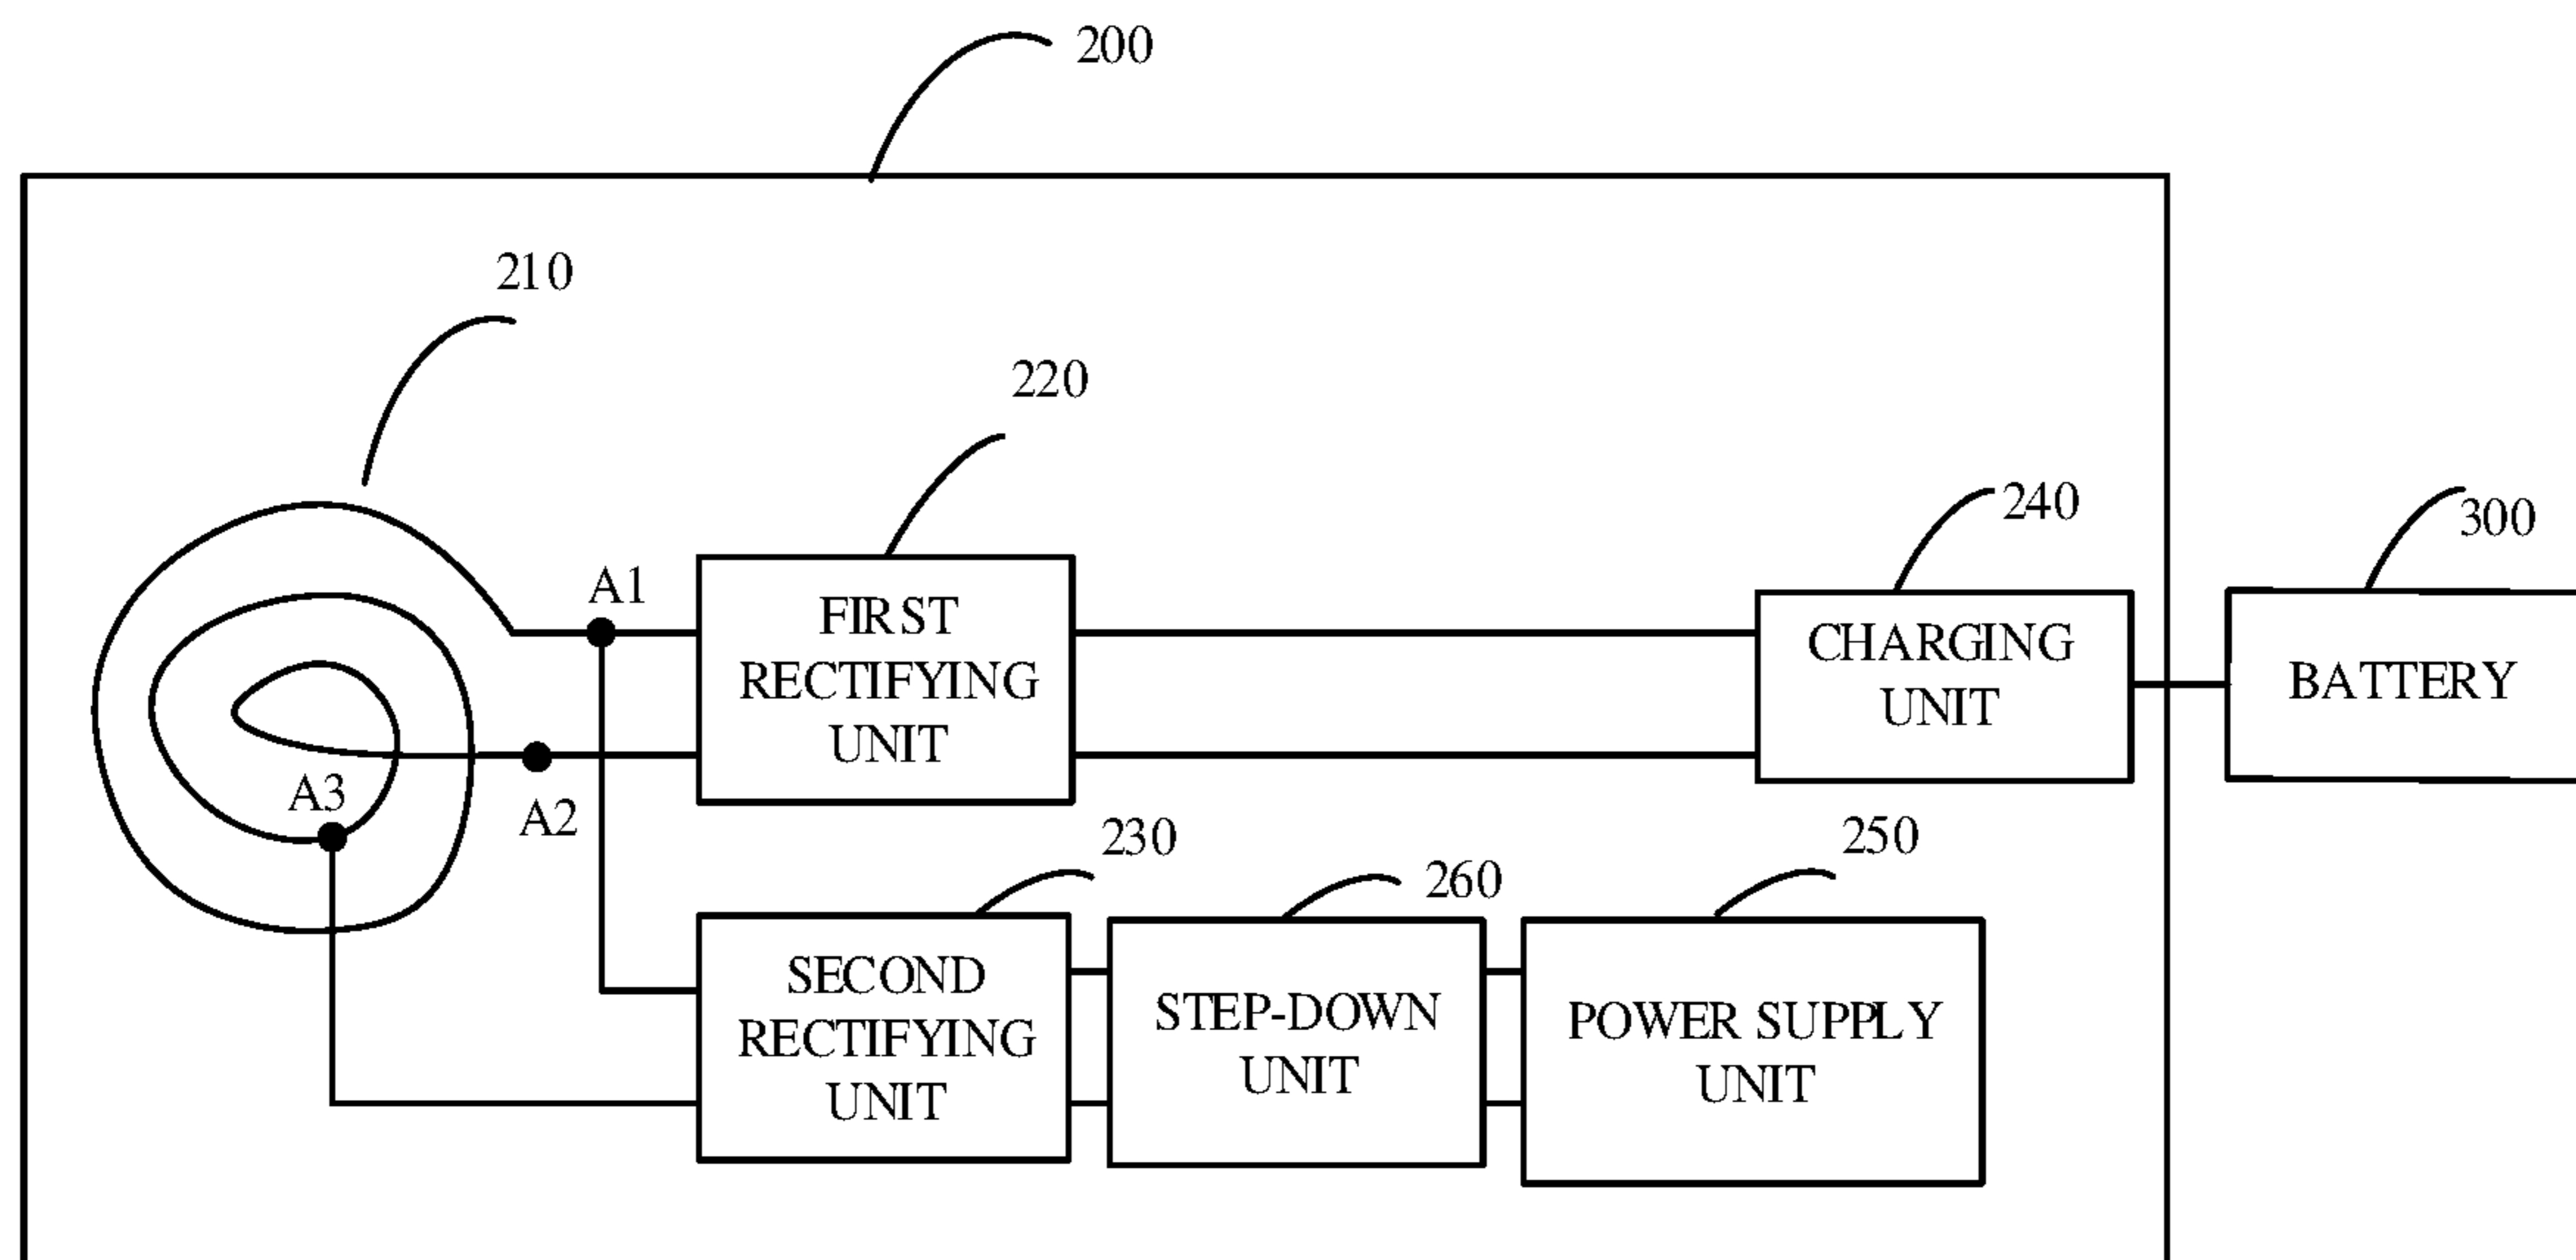 200
210
220
240
300
A1
FIRST
RECTIFYING
UNIT
CHARGING
UNIT
BATTERY
A3
A2
230
260
250
SECOND
RECTIFYING
UNIT
STEP-DOWN
UNIT
POWER SUPPLY
UNIT